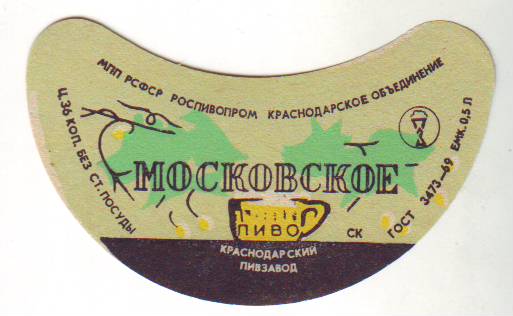 МПП РСФСР РОСПИВОПРОМ КРАСНОДАРСКОЕ ОБЪЕДИНЕНИЕ
Ц. 36 КОП. БЕЗ СТ. ПОСУДЫ
МОСКОВСКОЕ
ПИВО
СК
ГОСТ 3473—69 ЕМК. 0,5 Л
КРАСНОДАРСКИЙ
ПИВЗАВОД